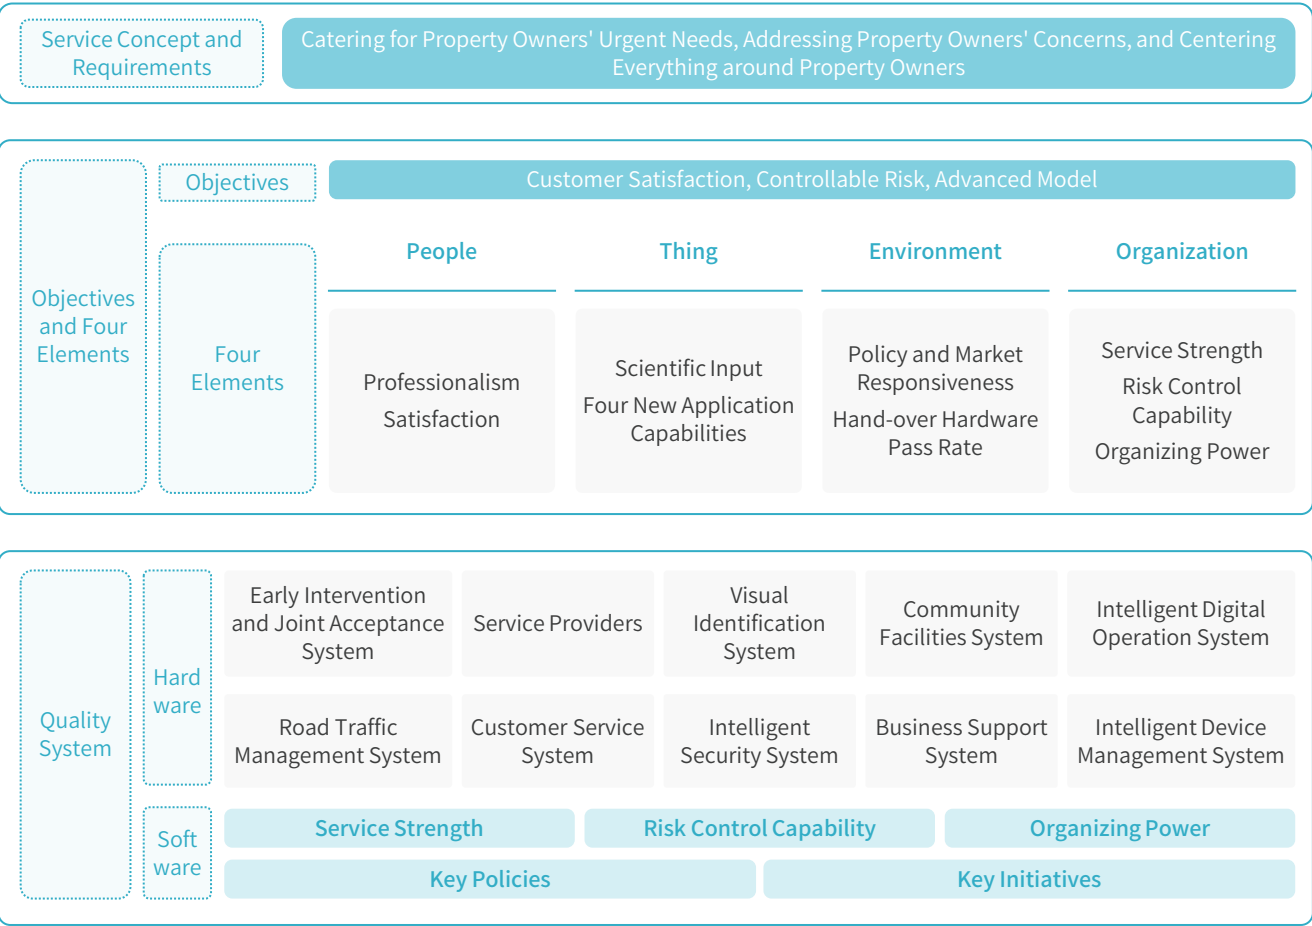 Service Concept and
Requirements
Catering for Property Owners' Urgent Needs, Addressing Property Owners' Concerns, and Centering
Everything around Property Owners
Objectives
and Four
Elements
Objectives
Customer Satisfaction, Controllable Risk, Advanced Model
Four
Elements
People
Professionalism
Satisfaction
Thing
Scientific Input
Four New Application
Capabilities
Environment
Policy and Market
Responsiveness
Hand-over Hardware
Pass Rate
Organization
Service Strength
Risk Control
Capability
Organizing Power
Quality
System
Hard
ware
Early Intervention
and Joint Acceptance
System
Service Providers
Visual
Identification
System
Community
Facilities System
Intelligent Digital
Operation System
Road Traffic
Management System
Customer Service
System
Intelligent
Security System
Business Support
System
Intelligent Device
Management System
Soft
ware
Service Strength
Risk Control Capability
Organizing Power
Key Policies
Key Initiatives